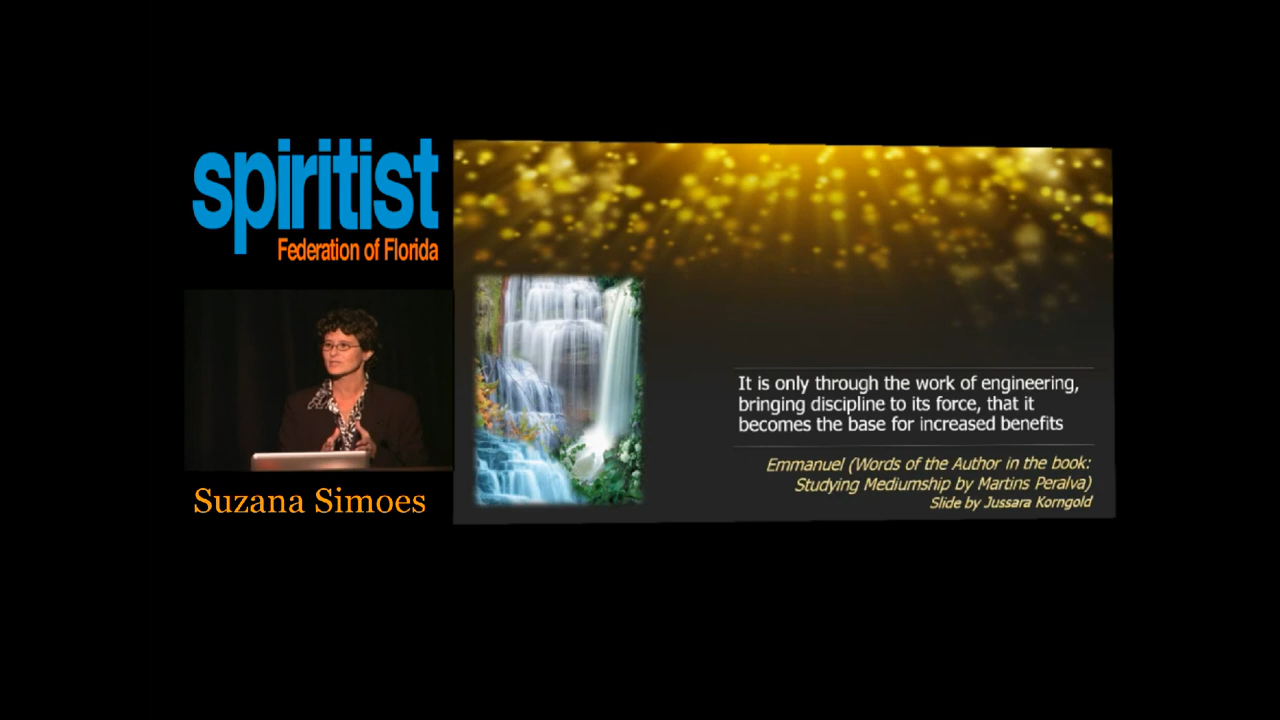 spiritist
Federation of Florida
Suzana Simoes
It is only through the work of engineering,
bringing discipline to its force, that it
becomes the base for increased benefits
Emmanuel (Words of the Author in the book:
Studying Mediumship by Martins Peralva)
Slide by Jussara Korngold